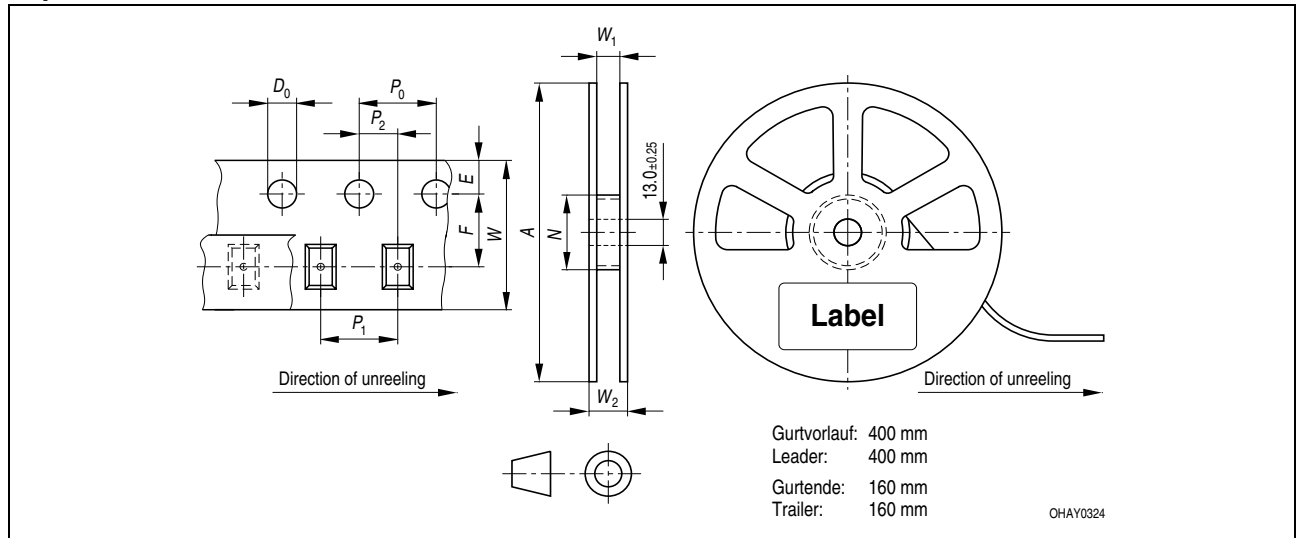 W1
D0
P0
P2
E
F
W
A
N
13.0±0.25
P1
Label
Direction of unreeling
W2
Direction of unreeling
Gurtvorlauf: 400 mm
Leader: 400 mm
Gurtende: 160 mm
Trailer: 160 mm
OHAY0324